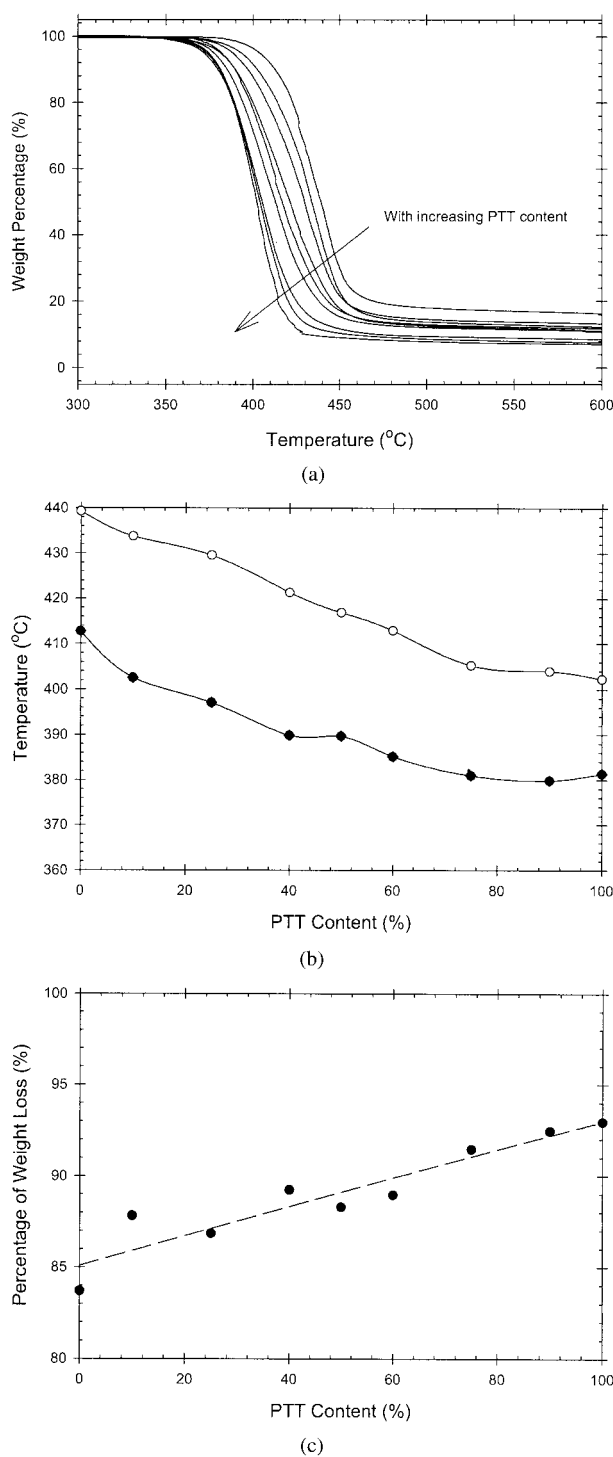 100
80
60
40
20
0
Weight Percentage (%)
With increasing PTT content
300 350 400 450 500 550 600
Temperature (°C)
(a)
440
430
420
410
400
390
380
370
360
Temperature (°C)
0 20 40 60 80 100
PTT Content (%)
(b)
100
95
90
85
80
Percentage of Weight Loss (%)
0 20 40 60 80 100
PTT Content (%)
(c)